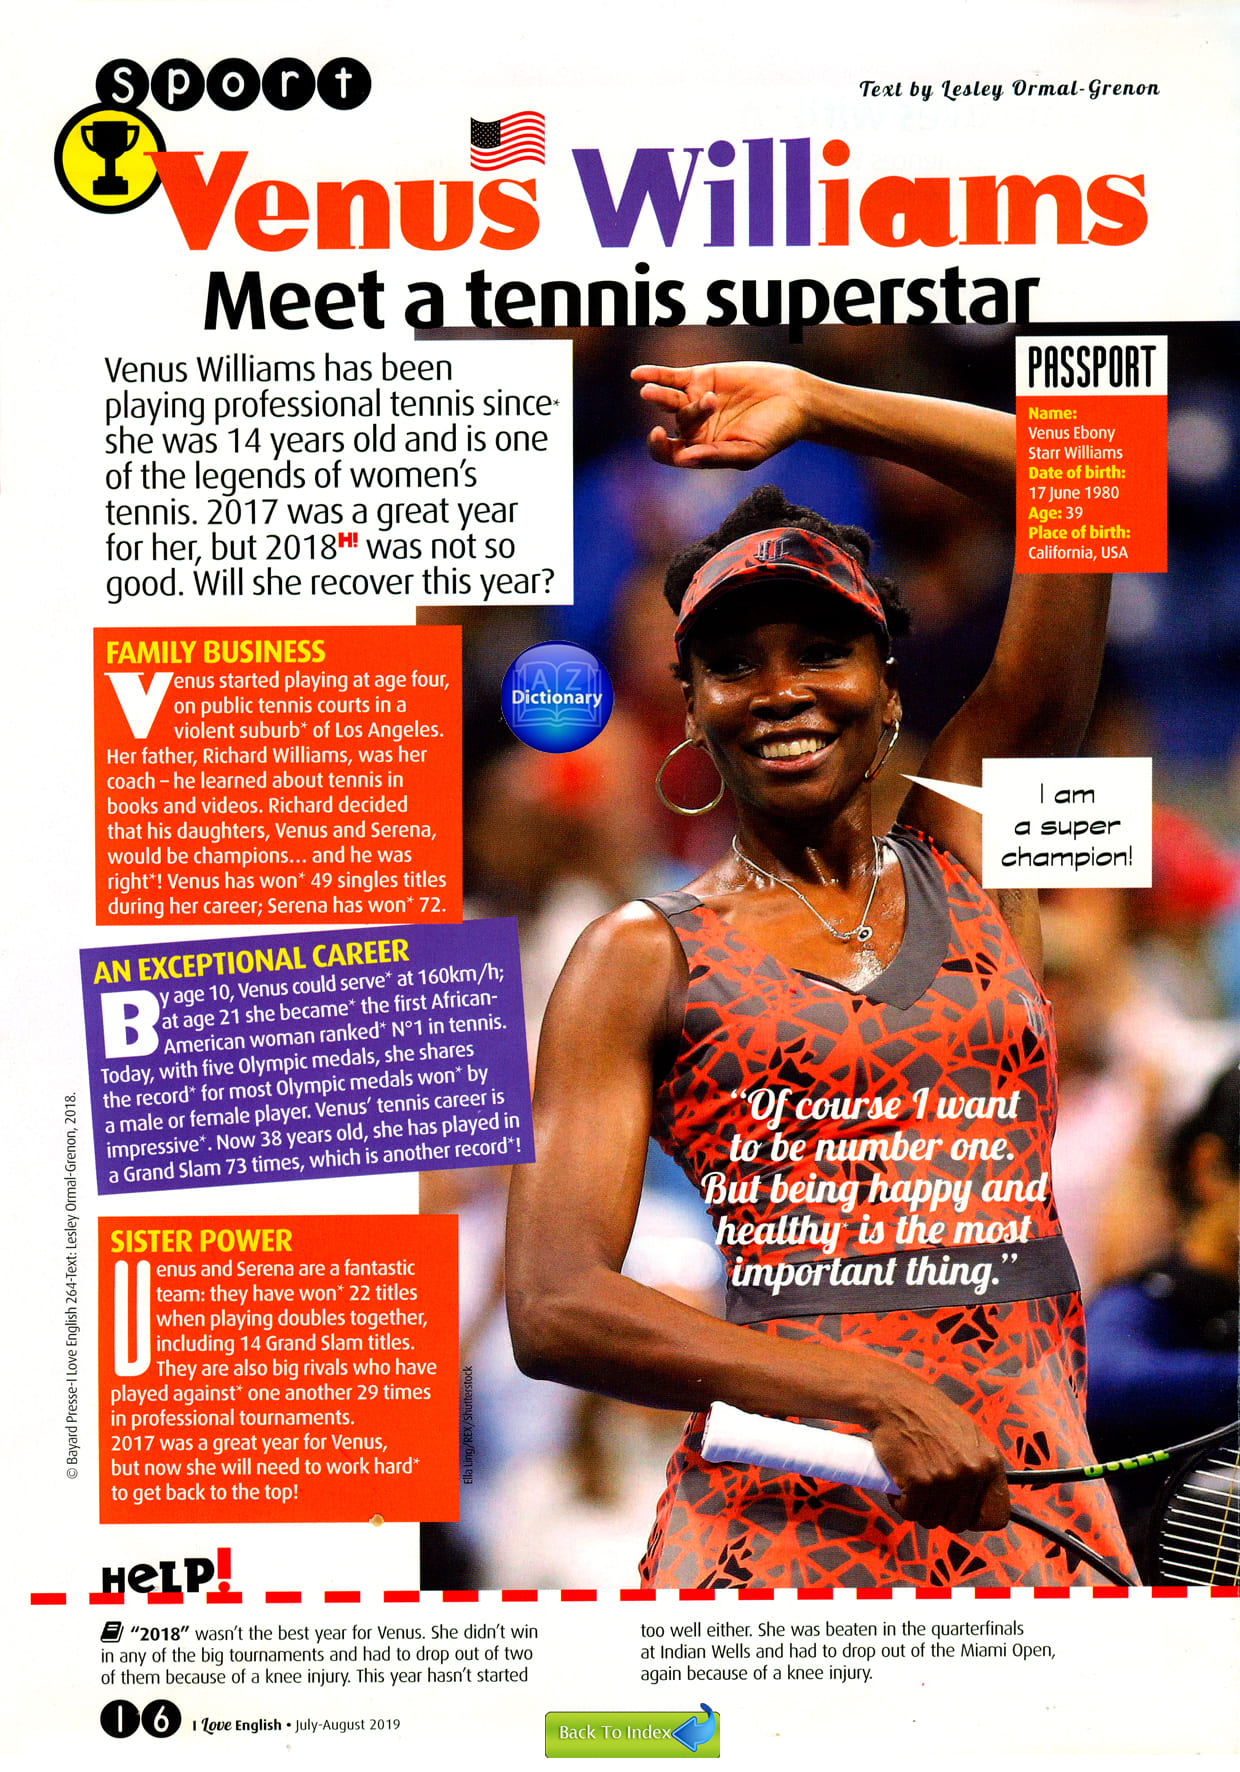 Sport
Text by Lesley Ormal-Grenon
Venus Williams
Meet a tennis superstar
Venus Williams has been
playing professional tennis since*
she was 14 years old and is one
of the legends of women's
tennis. 2017 was a great year
for her, but 2018H! was not so
good. Will she recover this year?
PASSPORT
Name:
Venus Ebony
Starr Williams
Date of birth:
17 June 1980
Age: 39
Place of birth:
California, USA
FAMILY BUSINESS
Venus started playing at age four,
on public tennis courts in a
violent suburb* of Los Angeles.
Her father, Richard Williams, was her
coach – he learned about tennis in
books and videos. Richard decided
that his daughters, Venus and Serena,
would be champions... and he was
right*! Venus has won* 49 singles titles
during her career; Serena has won* 72.
A Z
Dictionary
I am
a super
champion!
AN EXCEPTIONAL CAREER
By age 10, Venus could serve* at 160km/h;
at age 21 she became* the first African-
American woman ranked* N°1 in tennis.
Today, with five Olympic medals, she shares
the record* for most Olympic medals won* by
a male or female player. Venus' tennis career is
impressive*. Now 38 years old, she has played in
a Grand Slam 73 times, which is another record*!
"Of course I want
to be number one.
But being happy and
healthy* is the most
important thing."
SISTER POWER
Venus and Serena are a fantastic
team: they have won* 22 titles
when playing doubles together,
including 14 Grand Slam titles.
They are also big rivals who have
played against* one another 29 times
in professional tournaments.
2017 was a great year for Venus,
but now she will need to work hard*
to get back to the top!
© Bayard Presse-I Love English 264-Text: Lesley Ormal-Grenon, 2018.
Ella Ling/REX/Shutterstock
HELP!
"2018" wasn't the best year for Venus. She didn't win
in any of the big tournaments and had to drop out of two
of them because of a knee injury. This year hasn't started
too well either. She was beaten in the quarterfinals
at Indian Wells and had to drop out of the Miami Open,
again because of a knee injury.
16 I Love English • July-August 2019
Back To Index